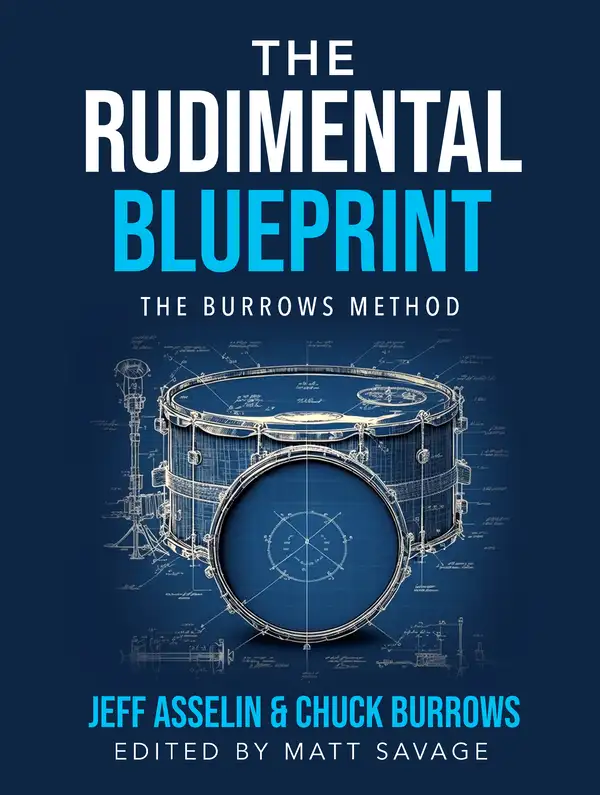 THE
RUDIMENTAL
BLUEPRINT
THE BURROWS METHOD
JEFF ASSELIN & CHUCK BURROWS
EDITED BY MATT SAVAGE